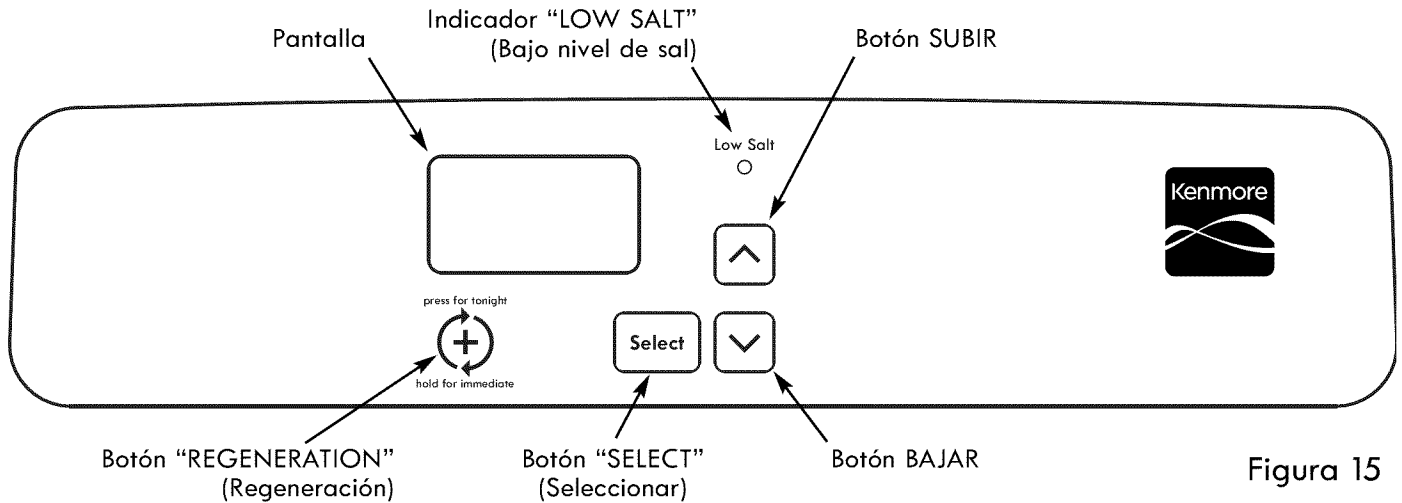 Indicador “LOW SALT”
(Bajo nivel de sal)
Pantalla
Botón SUBIR
Low Salt
Kenmore
press for tonight
hold for immediate
Select
Botón “REGENERATION”
(Regeneración)
Botón “SELECT”
(Seleccionar)
Botón BAJAR
Figura 15